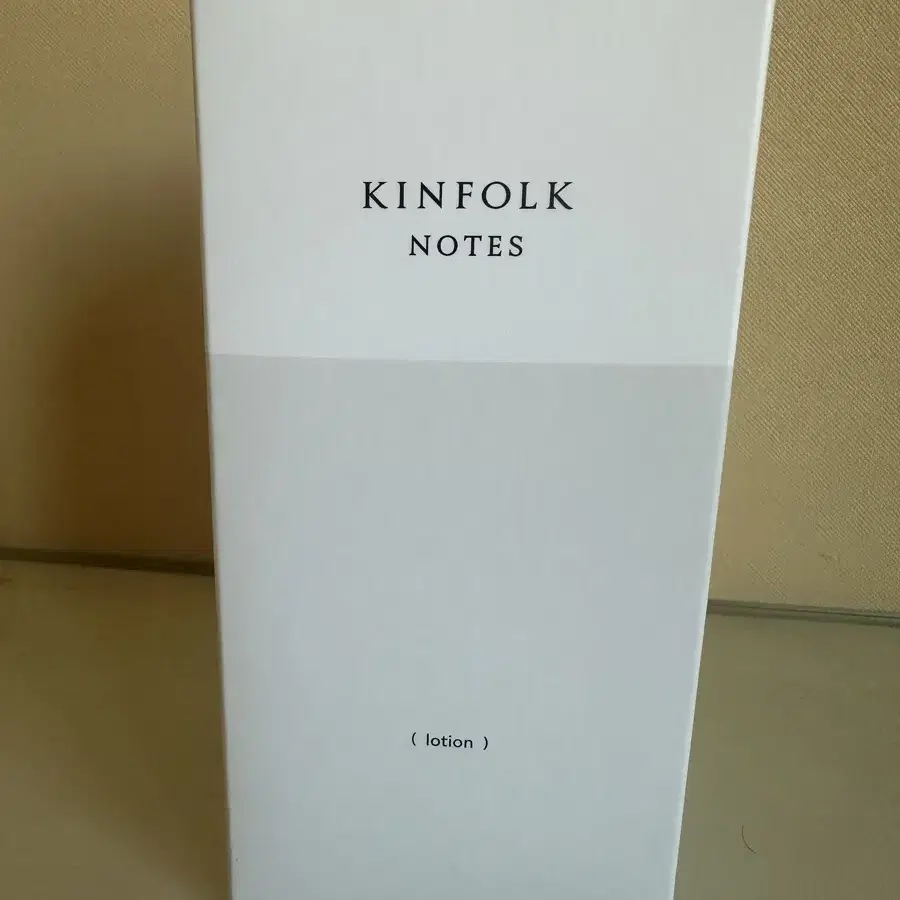 KINFOLK
NOTES
( lotion )